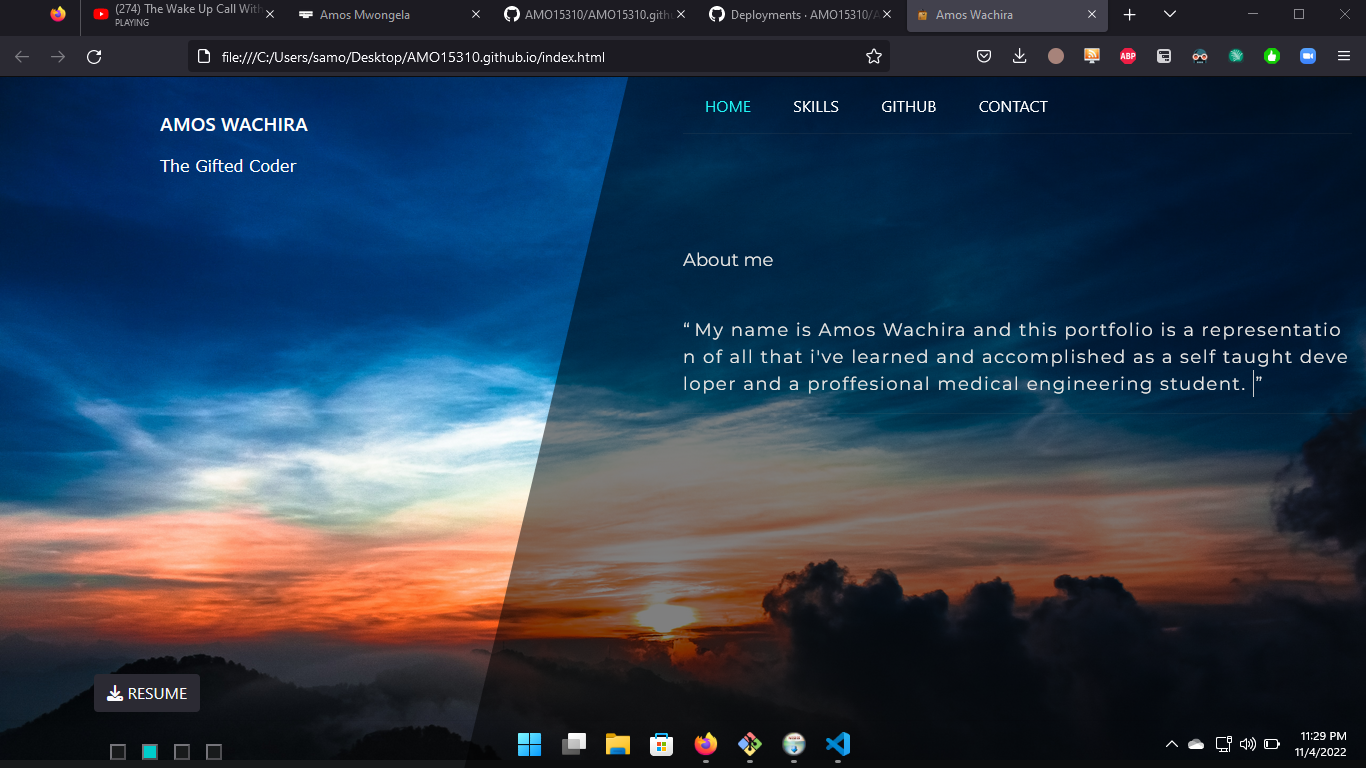 (274) The Wake Up Call With
PLAYING
Amos Mwongela
AMO15310/AMO15310.githu
Deployments · AMO15310/A
Amos Wachira
file:///C:/Users/samo/Desktop/AMO15310.github.io/index.html
ABP
AMOS WACHIRA
The Gifted Coder
HOME SKILLS GITHUB CONTACT
About me
“ My name is Amos Wachira and this portfolio is a representatio
n of all that i've learned and accomplished as a self taught deve
loper and a proffesional medical engineering student. ”
RESUME
11:29 PM
11/4/2022